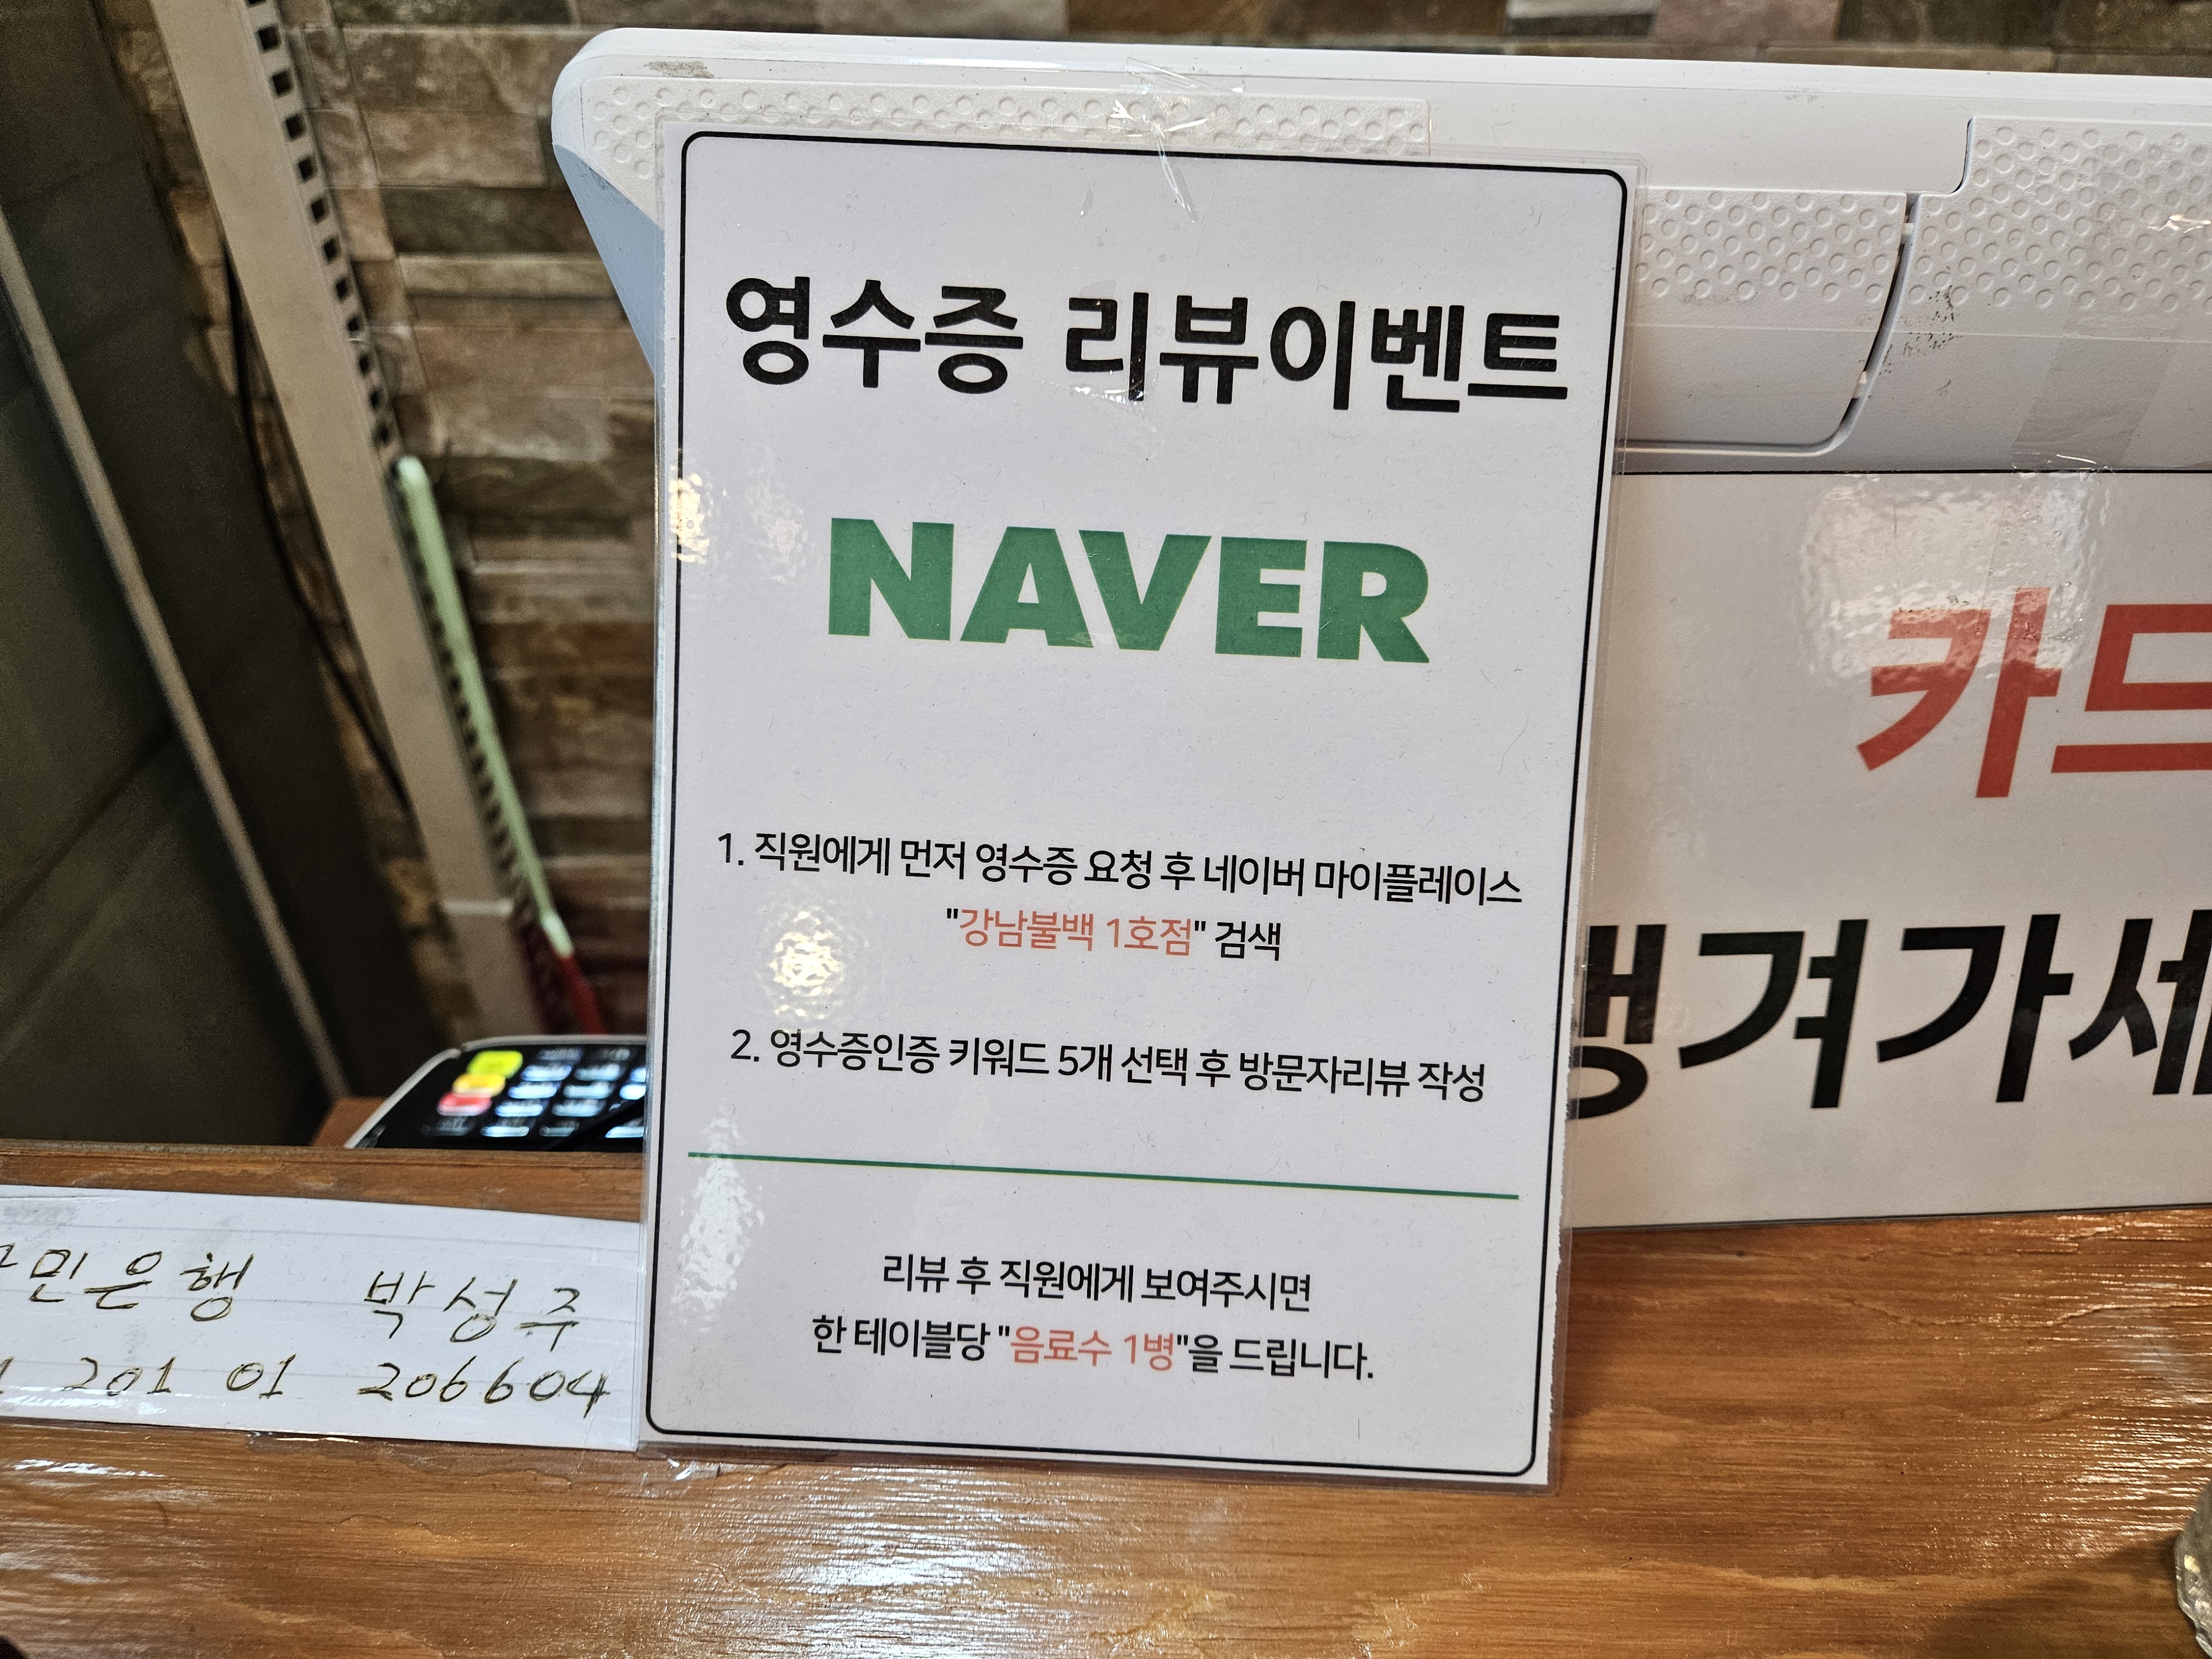 영수증 리뷰이벤트
NAVER
1. 직원에게 먼저 영수증 요청 후 네이버 마이플레이스
"강남불백 1호점" 검색
2. 영수증인증 키워드 5개 선택 후 방문자리뷰 작성
리뷰 후 직원에게 보여주시면
한 테이블당 "음료수 1병"을 드립니다.
카드
챙겨가세
민은행 박성주
201 01 206604